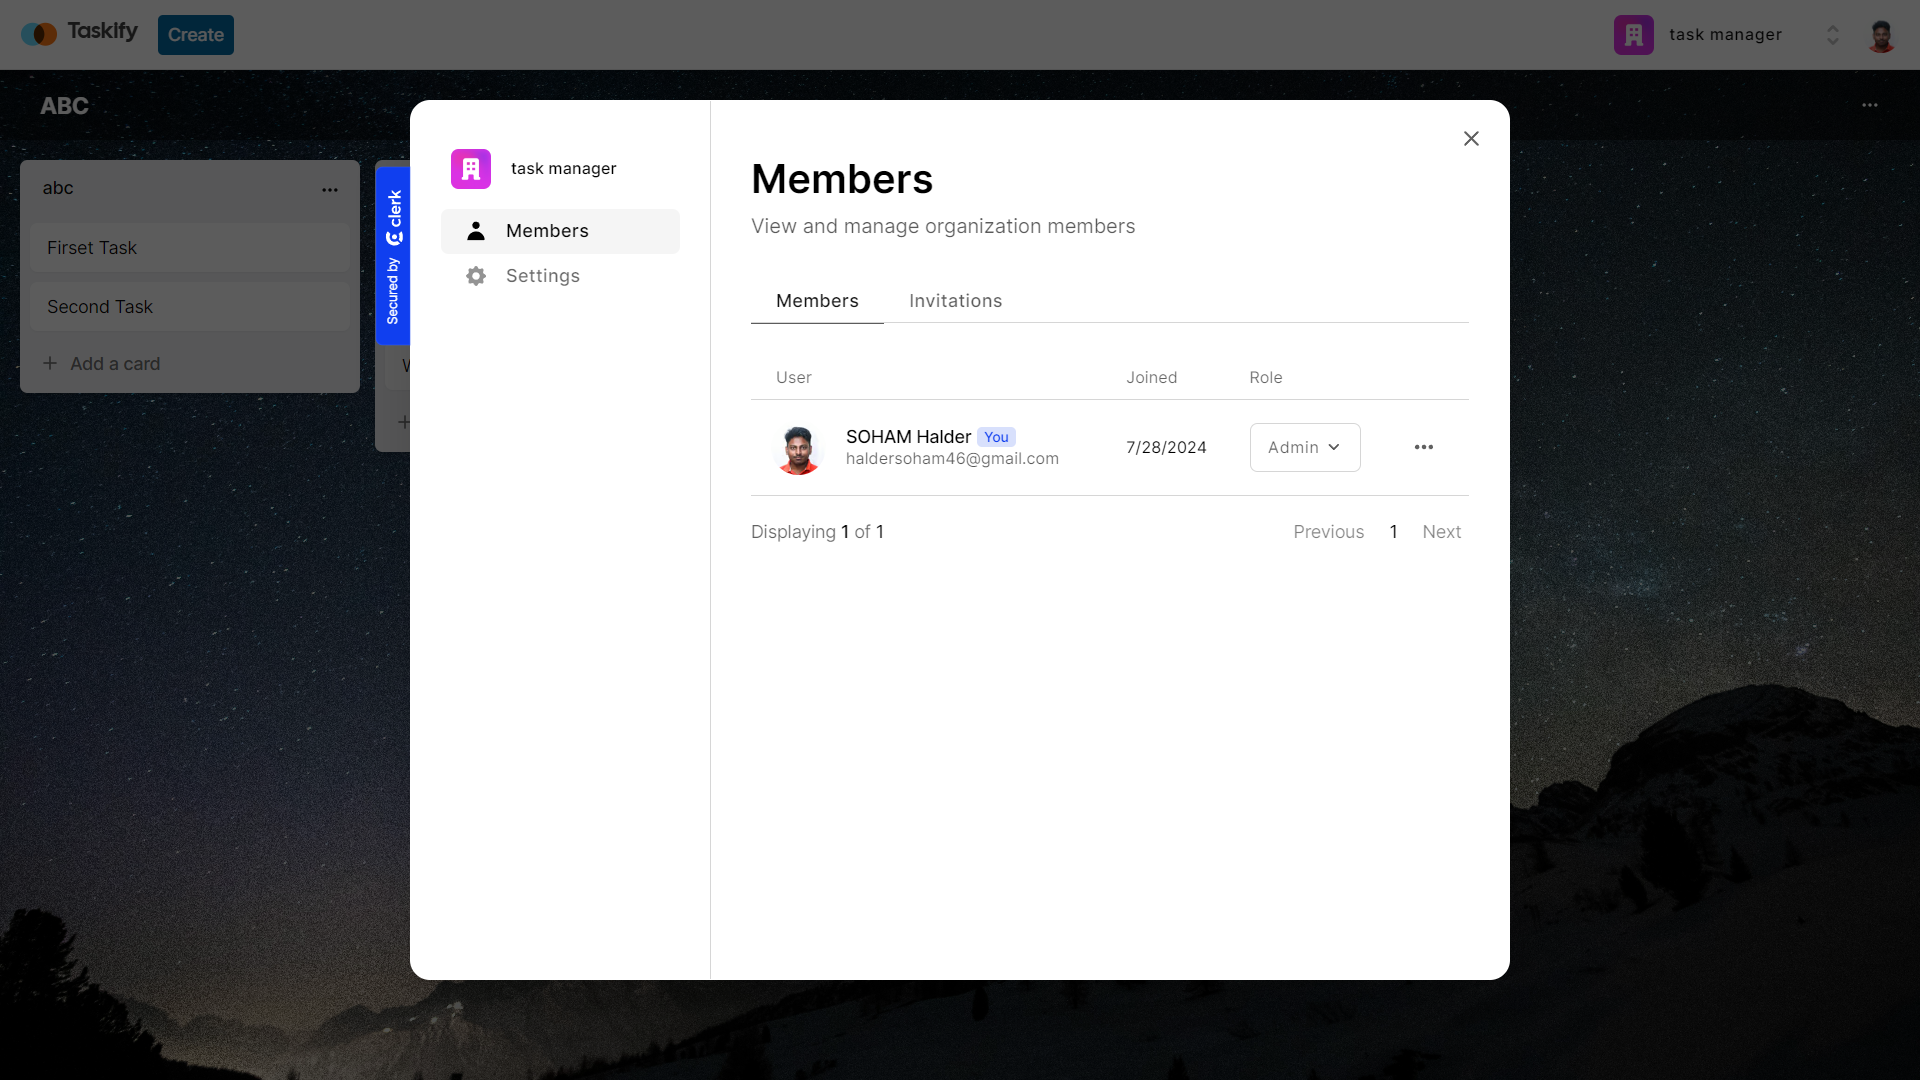 Taskify
Create
task manager
ABC
abc
Firset Task
Second Task
Add a card
Secured by clerk
task manager
Members
Settings
Members
View and manage organization members
Members Invitations
User Joined Role
SOHAM Halder You
haldersoham46@gmail.com
7/28/2024
Admin
Displaying 1 of 1
Previous 1 Next